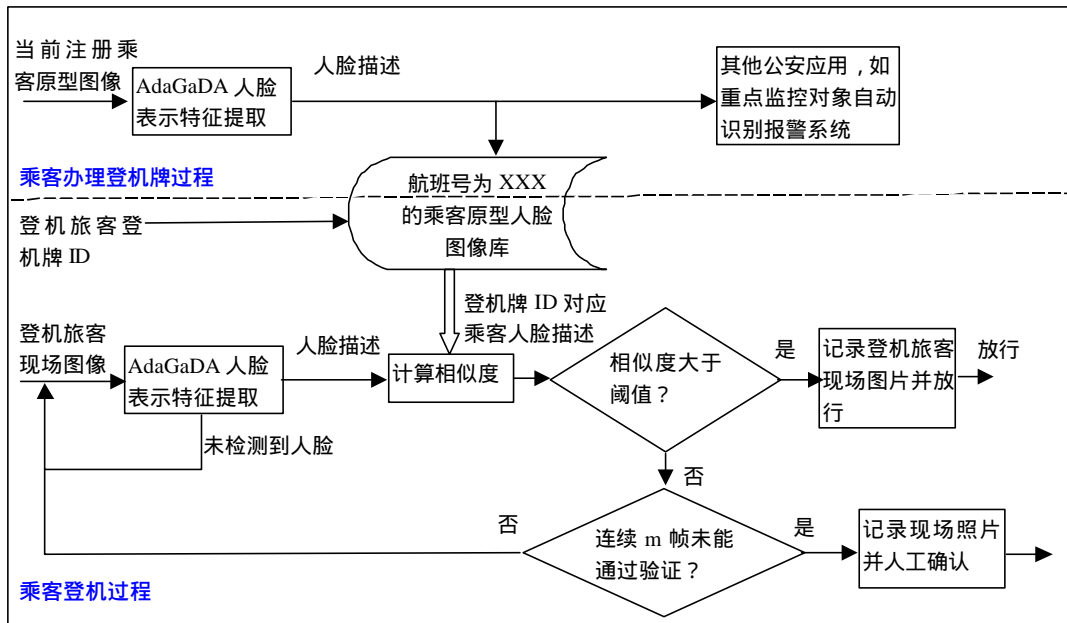 当前注册乘
客原型图像
AdaGaDA 人脸
表示特征提取
人脸描述
其他公安应用，如
重点监控对象自动
识别报警系统
乘客办理登机牌过程
航班号为 XXX
的乘客原型人脸
图像库
登机旅客登
机牌 ID
登机牌 ID 对应
乘客人脸描述
登机旅客
现场图像
AdaGaDA 人脸
表示特征提取
人脸描述
计算相似度
相似度大于
阈值？
是
记录登机旅客
现场图片并放
行
放行
未检测到人脸
否
否
连续 m 帧未能
通过验证？
是
记录现场照片
并人工确认
乘客登机过程